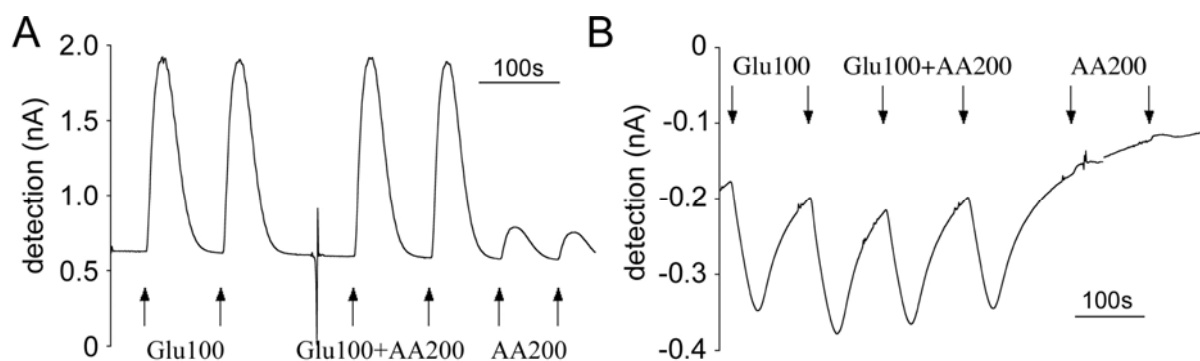 A
2.0
100s
1.5
1.0
0.5
0
detection (nA)
Glu100
Glu100+AA200
AA200
B
0
Glu100
Glu100+AA200
AA200
-0.1
-0.2
-0.3
-0.4
detection (nA)
100s